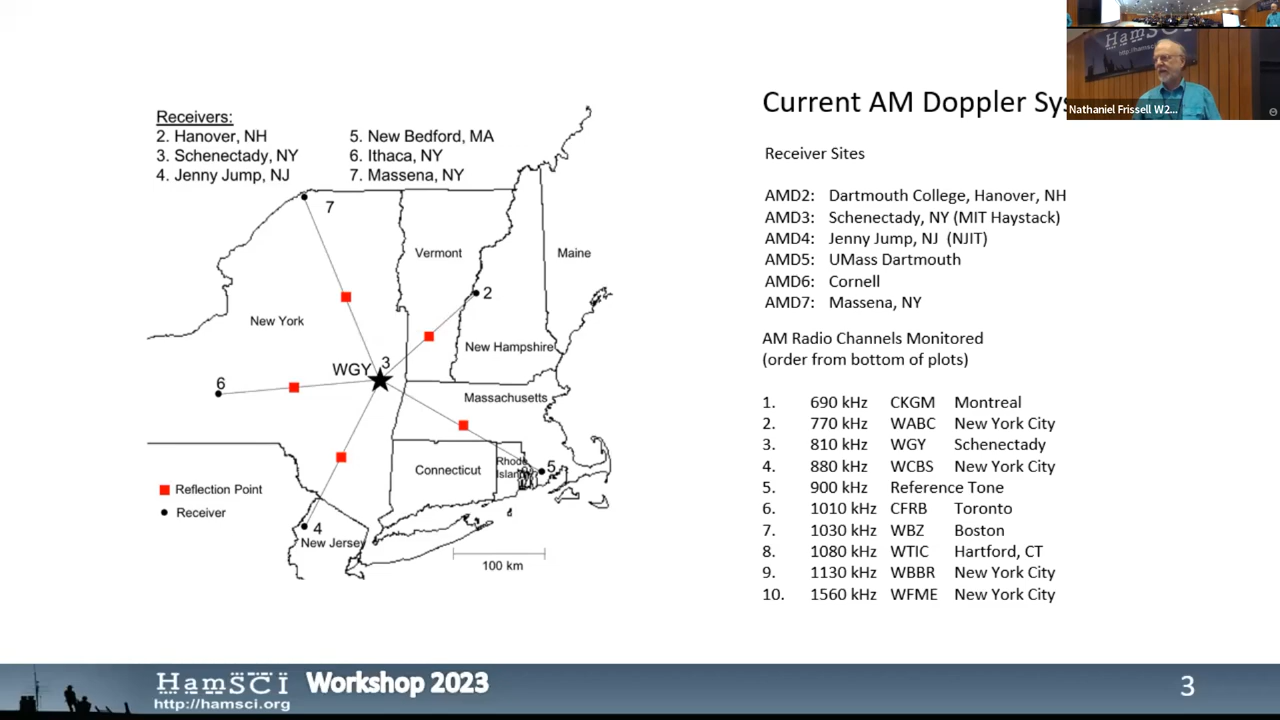 Receivers:
2. Hanover, NH
3. Schenectady, NY
4. Jenny Jump, NJ
5. New Bedford, MA
6. Ithaca, NY
7. Massena, NY
7
Vermont
Maine
2
New York
New Hampshire
WGY
3
6
Massachusetts
Connecticut
Rhode
Island
5
Reflection Point
Receiver
4
New Jersey
100 km
Current AM Doppler
HamSCI
http://hamsci
Nathaniel Frissell W2...
Receiver Sites
AMD2: Dartmouth College, Hanover, NH
AMD3: Schenectady, NY (MIT Haystack)
AMD4: Jenny Jump, NJ (NJIT)
AMD5: UMass Dartmouth
AMD6: Cornell
AMD7: Massena, NY
AM Radio Channels Monitored
(order from bottom of plots)
1. 690 kHz CKGM Montreal
2. 770 kHz WABC New York City
3. 810 kHz WGY Schenectady
4. 880 kHz WCBS New York City
5. 900 kHz Reference Tone
6. 1010 kHz CFRB Toronto
7. 1030 kHz WBZ Boston
8. 1080 kHz WTIC Hartford, CT
9. 1130 kHz WBBR New York City
10. 1560 kHz WFME New York City
HamSCI Workshop 2023
http://hamsci.org
3